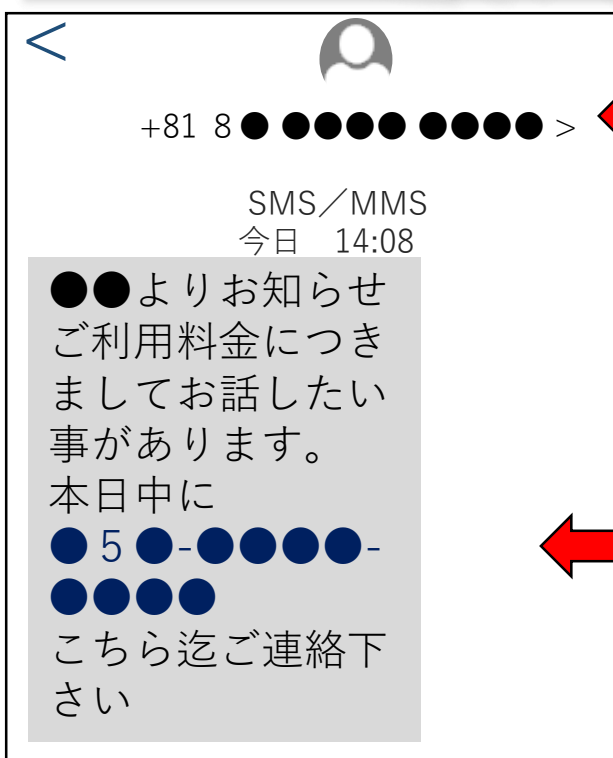 <
+81 8● ●●●● ●●●● >
SMS／MMS
今日　14:08
●●よりお知らせ
ご利用料金につき
ましてお話したい
事があります。
本日中に
●5●-●●●●-
●●●●
こちら迄ご連絡下
さい